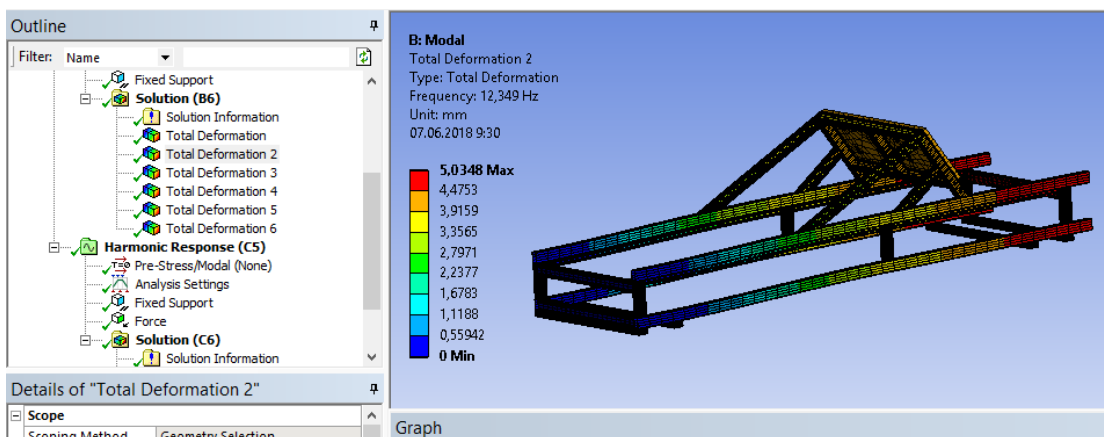 Outline
Filter: Name
Fixed Support
Solution (B6)
Solution Information
Total Deformation
Total Deformation 2
Total Deformation 3
Total Deformation 4
Total Deformation 5
Total Deformation 6
Harmonic Response (C5)
Pre-Stress/Modal (None)
Analysis Settings
Fixed Support
Force
Solution (C6)
Solution Information
Details of "Total Deformation 2"
Scope
Scoping Method Geometry Selection
B: Modal
Total Deformation 2
Type: Total Deformation
Frequency: 12,349 Hz
Unit: mm
07.06.2018 9:30
5,0348 Max
4,4753
3,9159
3,3565
2,7971
2,2377
1,6783
1,1188
0,55942
0 Min
Graph